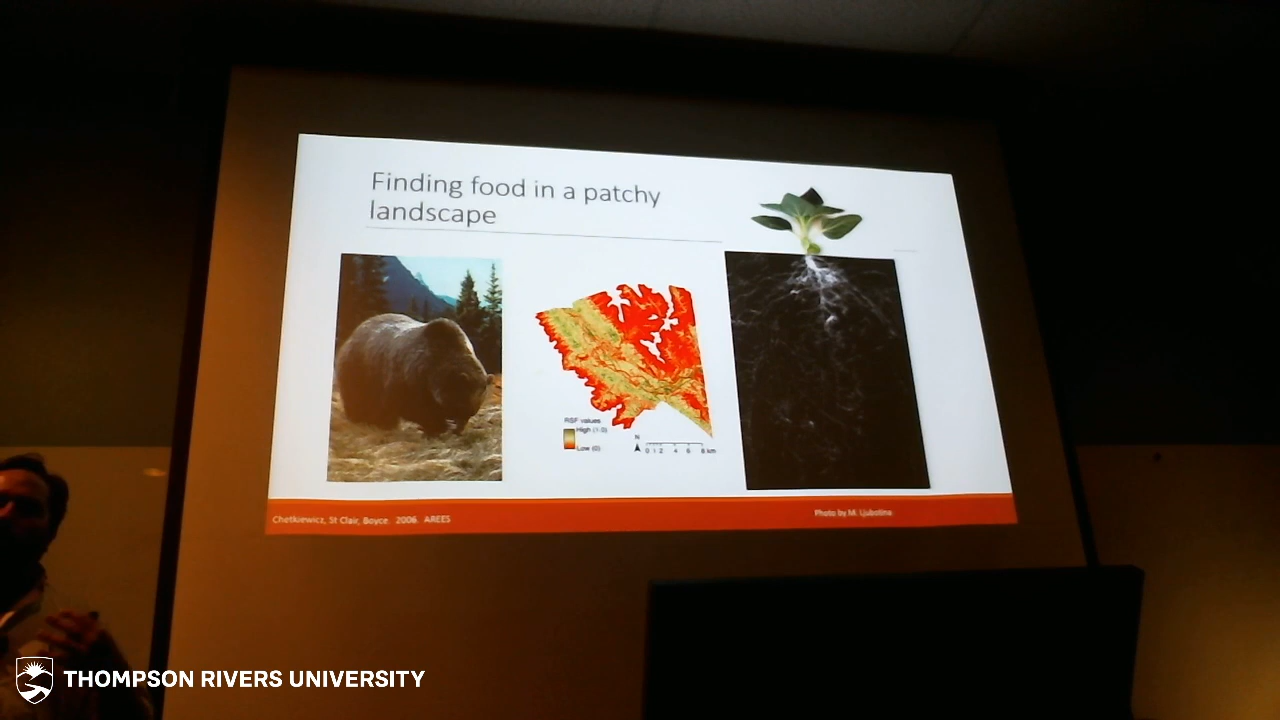 Finding food in a patchy
landscape
RSF values
High (1.0)
Low (0)
N
0 1 2 4 6 8 km
Chetkiewicz, St Clair, Boyce. 2006. AREES
Photo by M. Ljubotina
THOMPSON RIVERS UNIVERSITY